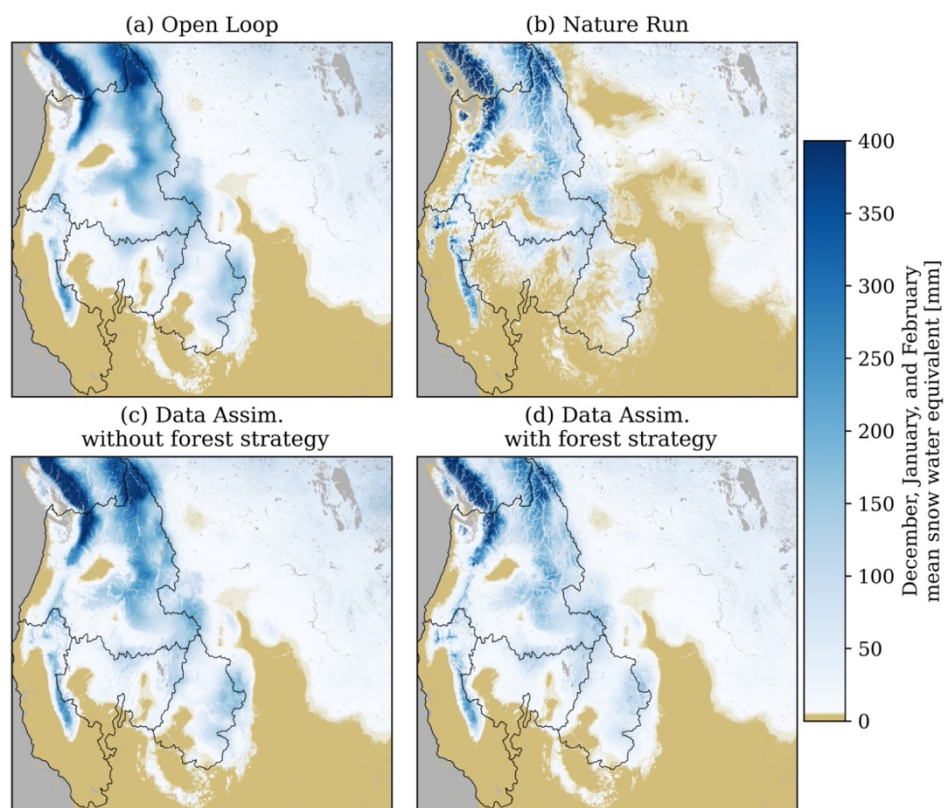 (a) Open Loop
(b) Nature Run
(c) Data Assim.
without forest strategy
(d) Data Assim.
with forest strategy
400
350
300
250
200
150
100
50
0
December, January, and February
mean snow water equivalent [mm]